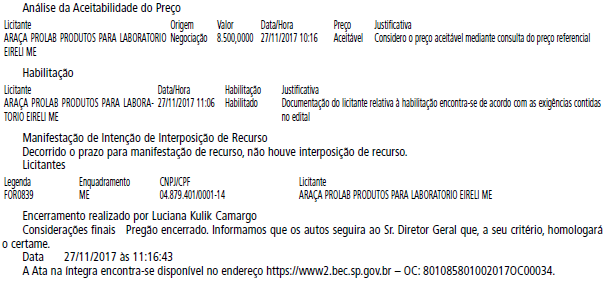 Análise da Aceitabilidade do Preço
Licitante Origem Valor Data/Hora Preço Justificativa
ARAÇA PROLAB PRODUTOS PARA LABORATORIO Negociação 8.500,0000 27/11/2017 10:16 Aceitável Considero o preço aceitável mediante consulta do preço referencial
EIRELI ME
Habilitação
Licitante Data/Hora Habilitação Justificativa
ARAÇA PROLAB PRODUTOS PARA LABORA- 27/11/2017 11:06 Habilitado Documentação do licitante relativa à habilitação encontra-se de acordo com as exigências contidas
TORIO EIRELI ME no edital
Manifestação de Intenção de Interposição de Recurso
Decorrido o prazo para manifestação de recurso, não houve interposição de recurso.
Licitantes
Legenda Enquadramento CNPJ/CPF Licitante
FOR0839 ME 04.879.401/0001-14 ARAÇA PROLAB PRODUTOS PARA LABORATORIO EIRELI ME
Encerramento realizado por Luciana Kulik Camargo
Considerações finais Pregão encerrado. Informamos que os autos seguira ao Sr. Diretor Geral que, a seu critério, homologará
o certame.
Data 27/11/2017 às 11:16:43
A Ata na íntegra encontra-se disponível no endereço https://www2.bec.sp.gov.br – OC: 801085801002017OC00034.